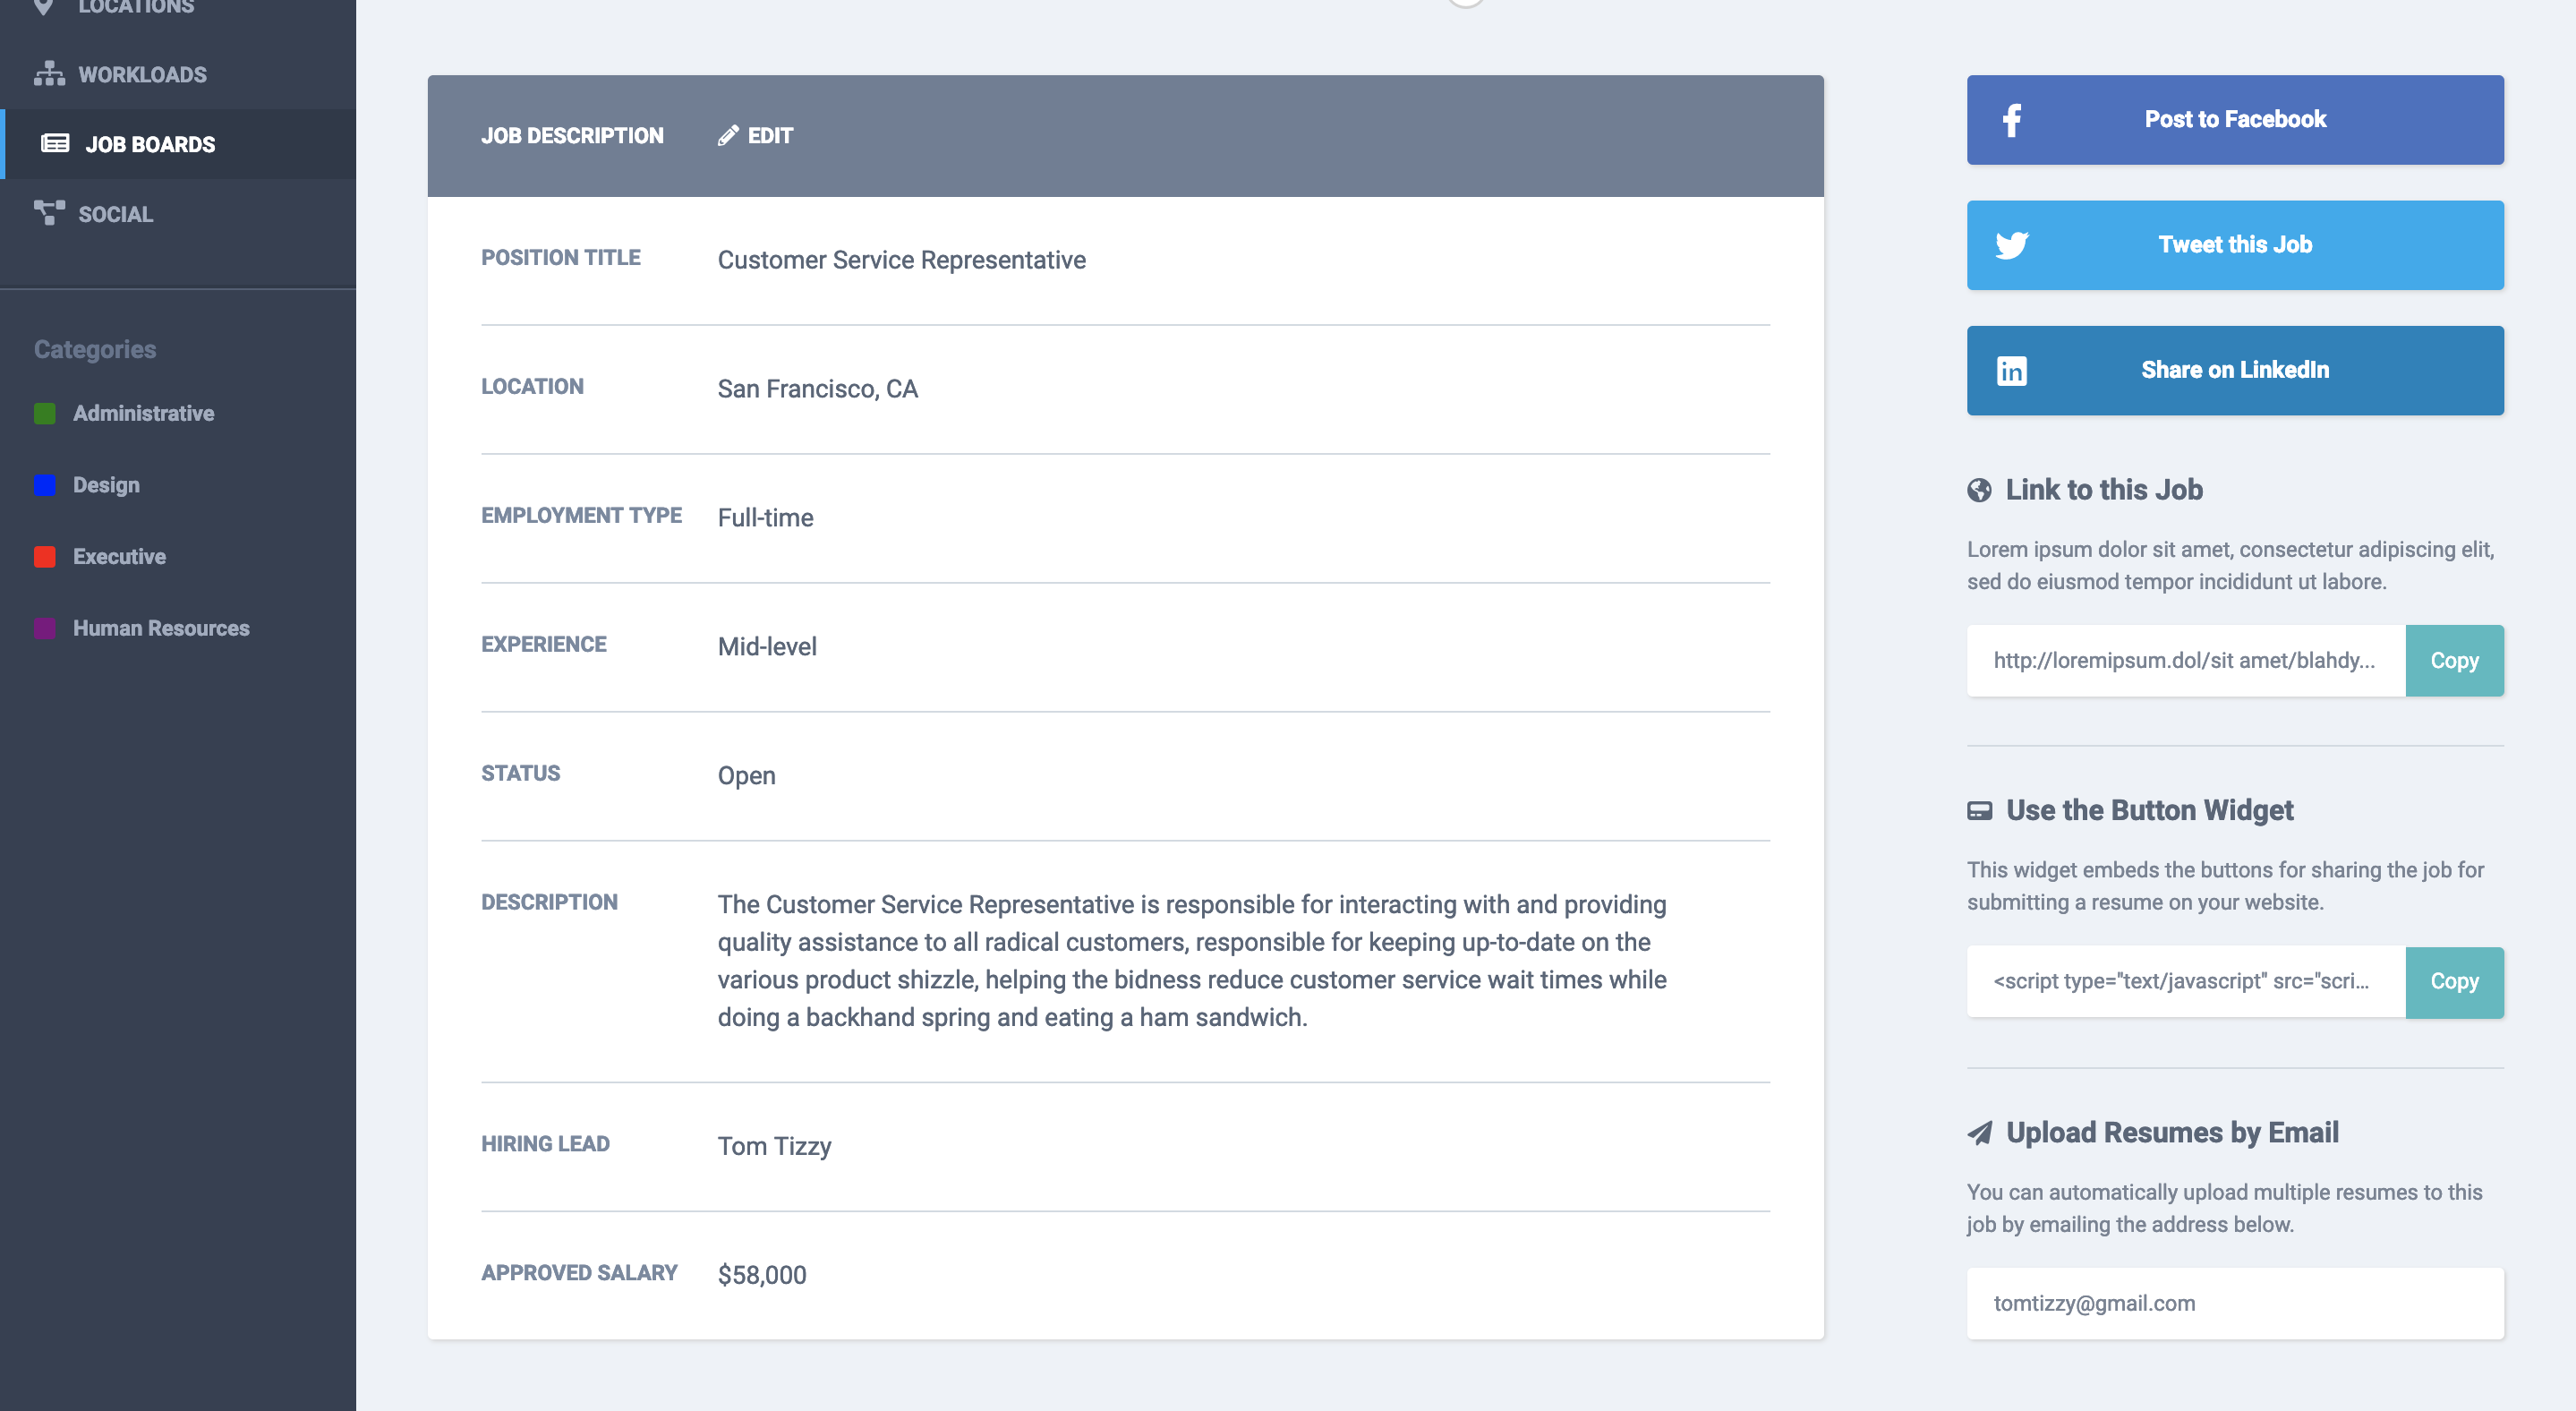 LOCATIONS
WORKLOADS
JOB BOARDS
SOCIAL
Categories
Administrative
Design
Executive
Human Resources
JOB DESCRIPTION EDIT
POSITION TITLE Customer Service Representative
LOCATION San Francisco, CA
EMPLOYMENT TYPE Full-time
EXPERIENCE Mid-level
STATUS Open
DESCRIPTION The Customer Service Representative is responsible for interacting with and providing
quality assistance to all radical customers, responsible for keeping up-to-date on the
various product shizzle, helping the bidness reduce customer service wait times while
doing a backhand spring and eating a ham sandwich.
HIRING LEAD Tom Tizzy
APPROVED SALARY $58,000
Post to Facebook
Tweet this Job
Share on LinkedIn
Link to this Job
Lorem ipsum dolor sit amet, consectetur adipiscing elit,
sed do eiusmod tempor incididunt ut labore.
http://loremipsum.dol/sit amet/blahdy... Copy
Use the Button Widget
This widget embeds the buttons for sharing the job for
submitting a resume on your website.
<script type="text/javascript" src="scri... Copy
Upload Resumes by Email
You can automatically upload multiple resumes to this
job by emailing the address below.
tomtizzy@gmail.com